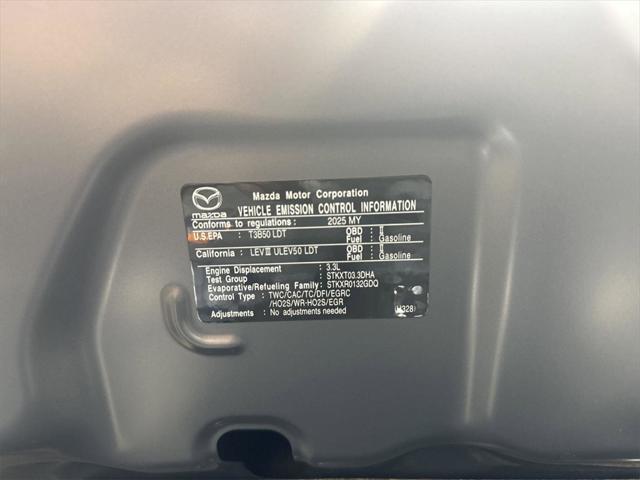 Mazda Motor Corporation
mazda VEHICLE EMISSION CONTROL INFORMATION
Conforms to regulations : 2025 MY
U.S.EPA : T3B50 LDT OBD : II
Fuel : Gasoline
California : LEVIII ULEV50 LDT OBD : II
Fuel : Gasoline
Engine Displacement : 3.3L
Test Group : STKXT03.3DHA
Evaporative/Refueling Family: STKXR0132GDQ
Control Type : TWC/CAC/TC/DFI/EGRC
/HO2S/WR-HO2S/EGR
Adjustments : No adjustments needed (H328)